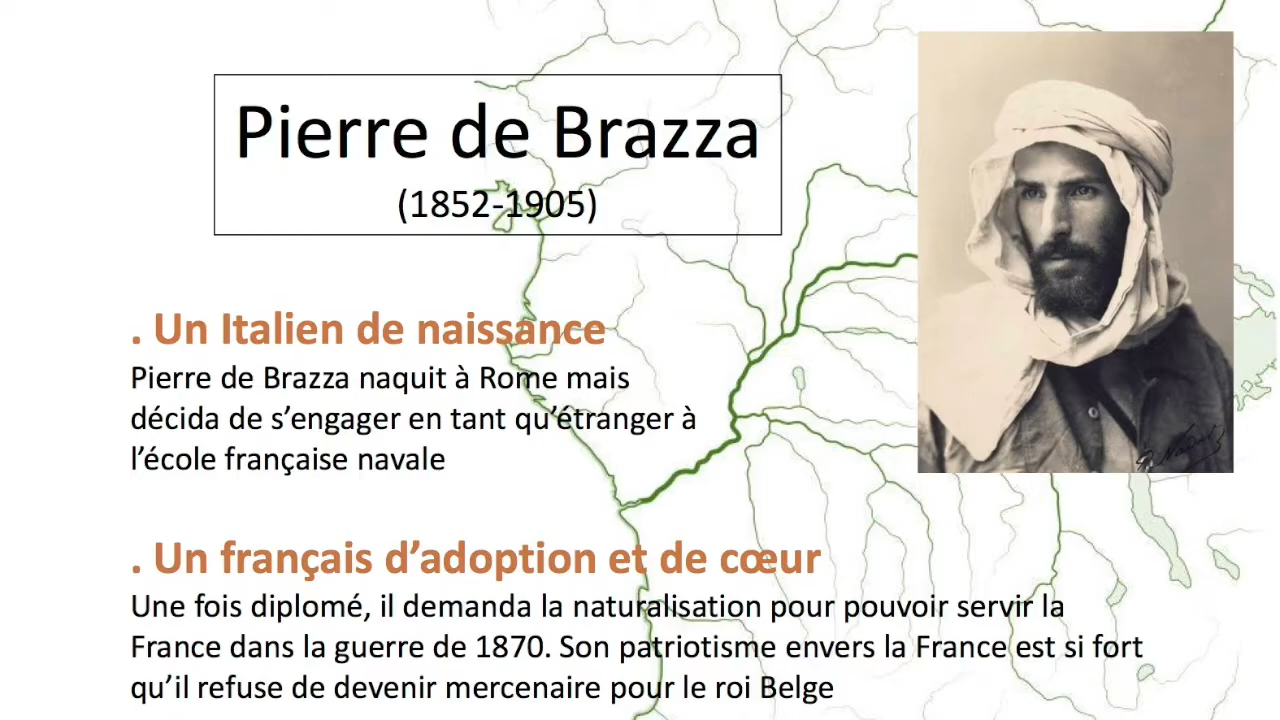 Pierre de Brazza
(1852-1905)
. Un Italien de naissance
Pierre de Brazza naquit à Rome mais
décida de s’engager en tant qu’étranger à
l’école française navale
. Un français d’adoption et de cœur
Une fois diplomé, il demanda la naturalisation pour pouvoir servir la
France dans la guerre de 1870. Son patriotisme envers la France est si fort
qu’il refuse de devenir mercenaire pour le roi Belge